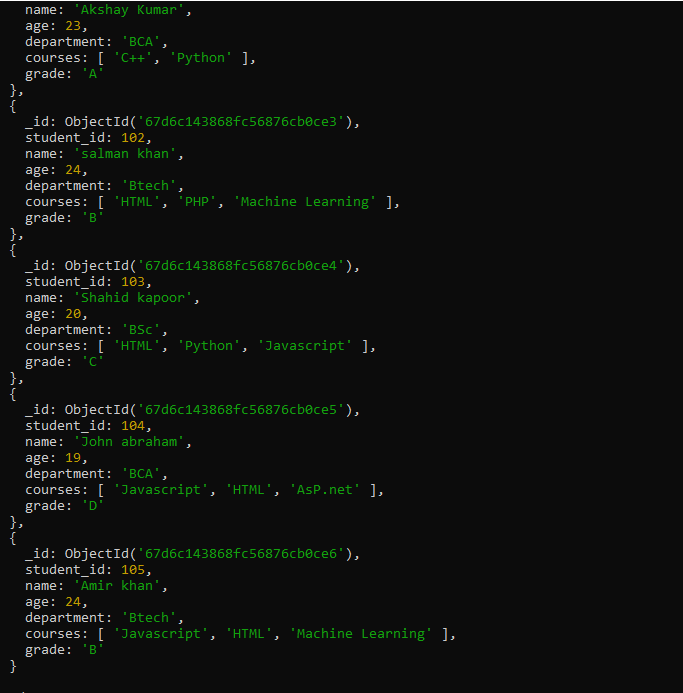 name: 'Akshay Kumar',
age: 23,
department: 'BCA',
courses: [ 'C++', 'Python' ],
grade: 'A'
},
{
_id: ObjectId('67d6c143868fc56876cb0ce3'),
student_id: 102,
name: 'salman khan',
age: 24,
department: 'Btech',
courses: [ 'HTML', 'PHP', 'Machine Learning' ],
grade: 'B'
},
{
_id: ObjectId('67d6c143868fc56876cb0ce4'),
student_id: 103,
name: 'Shahid kapoor',
age: 20,
department: 'BSc',
courses: [ 'HTML', 'Python', 'Javascript' ],
grade: 'C'
},
{
_id: ObjectId('67d6c143868fc56876cb0ce5'),
student_id: 104,
name: 'John abraham',
age: 19,
department: 'BCA',
courses: [ 'Javascript', 'HTML', 'AsP.net' ],
grade: 'D'
},
{
_id: ObjectId('67d6c143868fc56876cb0ce6'),
student_id: 105,
name: 'Amir khan',
age: 24,
department: 'Btech',
courses: [ 'Javascript', 'HTML', 'Machine Learning' ],
grade: 'B'
}